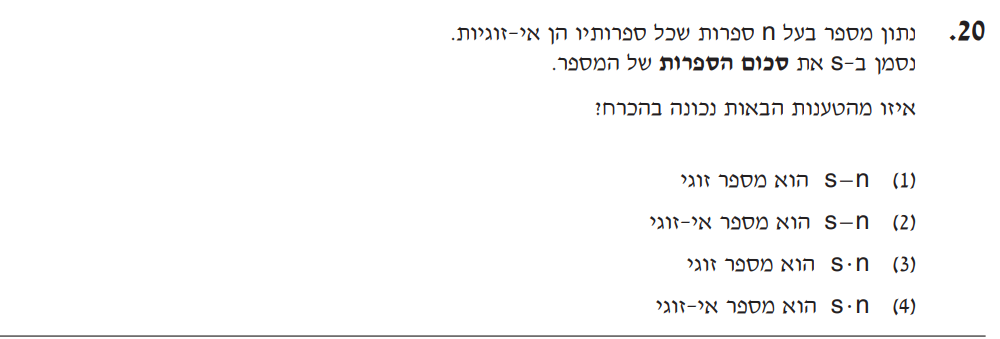 20. נתון מספר בעל n ספרות שכל ספרותיו הן אי-זוגיות.
נסמן ב-s את סכום הספרות של המספר.
איזו מהטענות הבאות נכונה בהכרח?
(1) s−n הוא מספר זוגי
(2) s−n הוא מספר אי-זוגי
(3) s·n הוא מספר זוגי
(4) s·n הוא מספר אי-זוגי